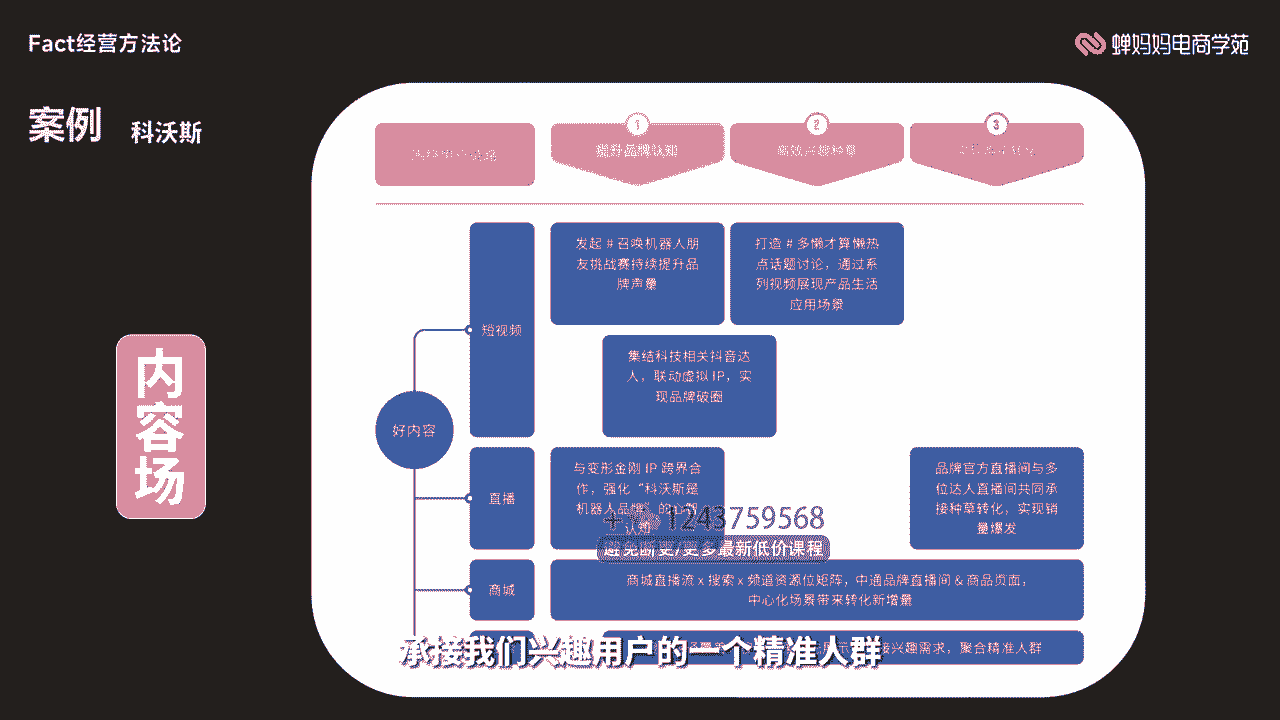 Fact经营方法论
蝉妈妈电商学苑
案例 科沃斯
1
2
3
提升品牌认知
高效兴趣种草
内容场
好内容
短视频
发起 # 召唤机器人朋
友挑战赛持续提升品
牌声量
打造 # 多懒才算懒热
点话题讨论，通过系
列视频展现产品生活
应用场景
集结科技相关抖音达
人，联动虚拟 IP，实
现品牌破圈
直播
与变形金刚 IP 跨界合
作，强化“科沃斯是
机器人品牌”的心智
认知
品牌官方直播间与多
位达人直播间共同承
接种草转化，实现销
量爆发
1243759568
避免断更/更多最新低价课程
商城
商城直播流 x 搜索 x 频道资源位矩阵，中通品牌直播间 & 商品页面，
中心化场景带来转化新增量
兴趣需求，聚合精准人群
承接我们兴趣用户的一个精准人群